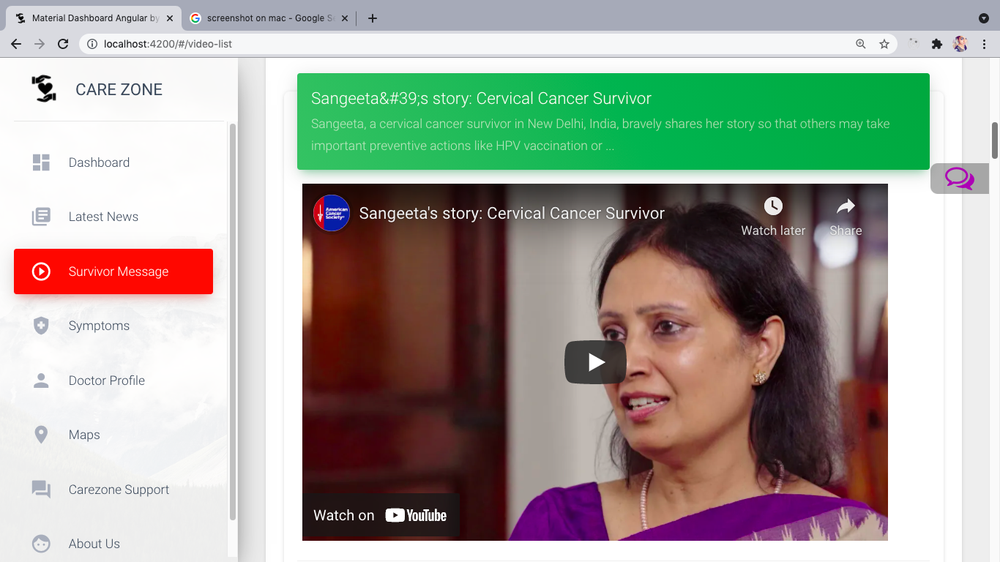 Material Dashboard Angular by
screenshot on mac - Google S
localhost:4200/#/video-list
CARE ZONE
Dashboard
Latest News
Survivor Message
Symptoms
Doctor Profile
Maps
Carezone Support
About Us
Sangeeta&#39;s story: Cervical Cancer Survivor
Sangeeta, a cervical cancer survivor in New Delhi, India, bravely shares her story so that others may take
important preventive actions like HPV vaccination or ...
American
Cancer
Society
Sangeeta's story: Cervical Cancer Survivor
Watch later
Share
Watch on YouTube